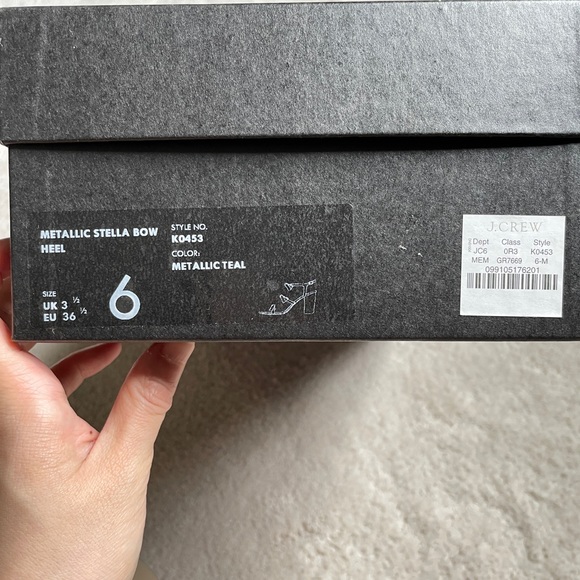 METALLIC STELLA BOW
HEEL
STYLE NO.
K0453
COLOR:
METALLIC TEAL
SIZE
UK 3 ½
EU 36 ½
6
J.CREW
Dept Class Style
JC6 0R3 K0453
MEM GR7669 6-M
099105176201